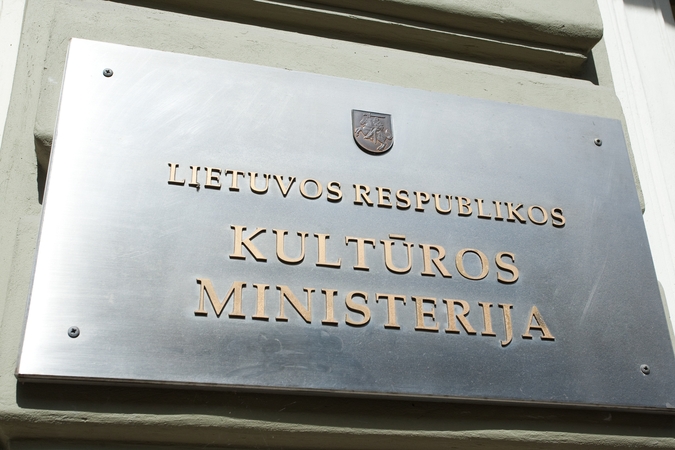 LIETUVOS RESPUBLIKOS
KULTŪROS
MINISTERIJA